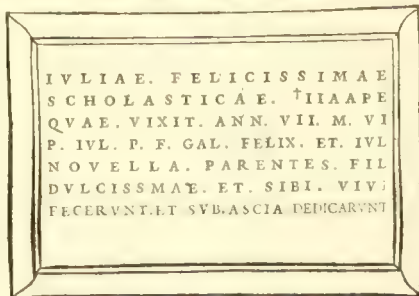 IVLIAE. FELICISSIMAE
SCHOLASTICAE. †IIAAPE
QVAE. VIXIT. ANN. VII. M. VI
P. IVL. P. F. GAL. FELIX. ET. IVL
NOVELLA. PARENTES. FIL
DVLCISSMAE. ET. SIBI. VIVI
FECERVNT. ET SVB. ASCIA DEDICARVNT